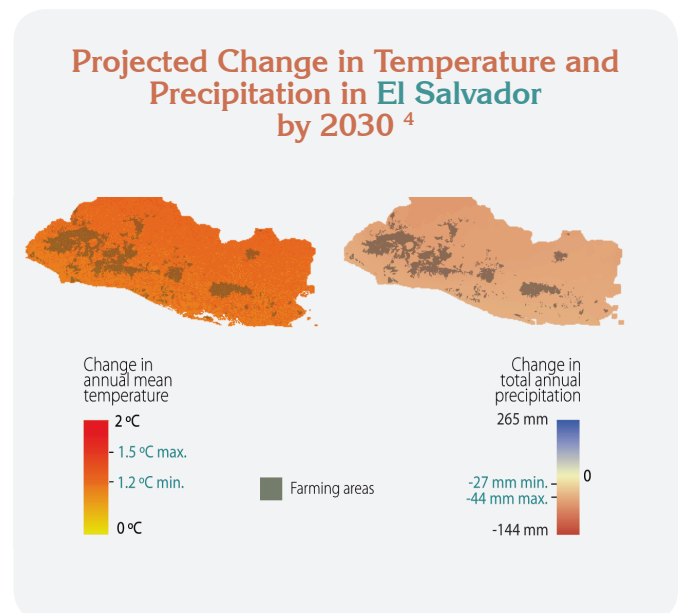 Projected Change in Temperature and
Precipitation in El Salvador
by 2030 4
Change in
annual mean
temperature
2 ºC
1.5 ºC max.
1.2 ºC min.
0 ºC
Farming areas
Change in
total annual
precipitation
265 mm
0
-27 mm min.
-44 mm max.
-144 mm